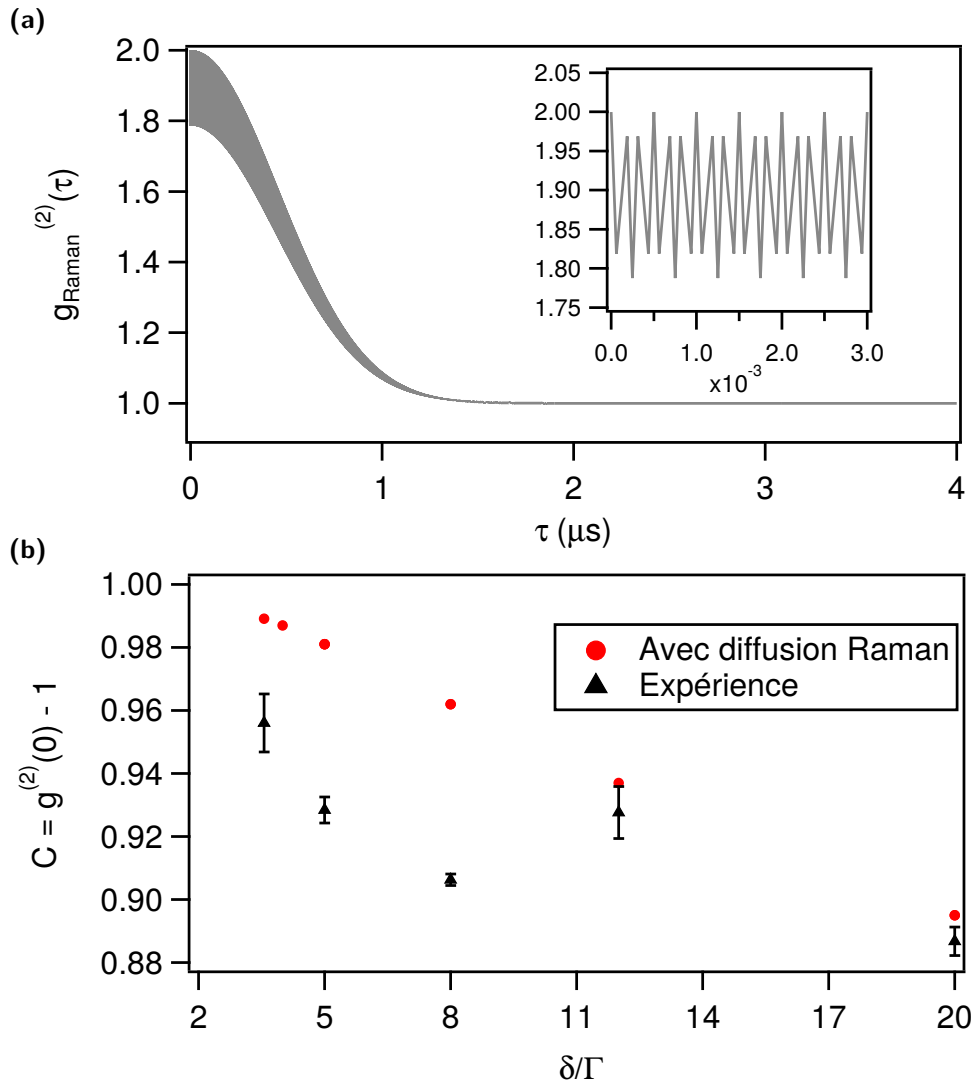 (a)
2.0
1.8
1.6
1.4
1.2
1.0
g_Raman^(2)(τ)
2.05
2.00
1.95
1.90
1.85
1.80
1.75
0.0 1.0 2.0 3.0
x10^-3
0 1 2 3 4
τ (μs)
(b)
1.00
0.98
0.96
0.94
0.92
0.90
0.88
C = g^(2)(0) - 1
Avec diffusion Raman
Expérience
2 5 8 11 14 17 20
δ/Γ